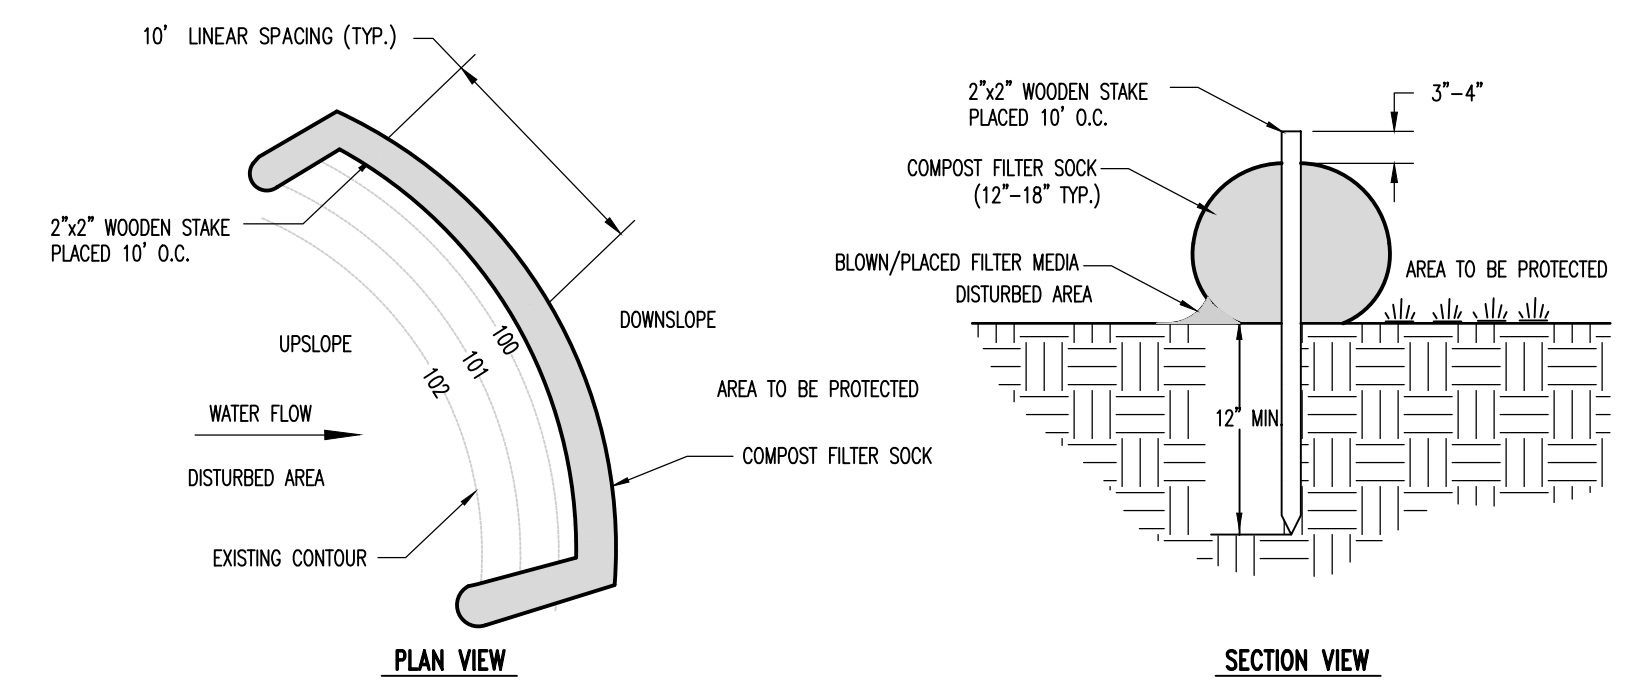 10' LINEAR SPACING (TYP.)
2"x2" WOODEN STAKE
PLACED 10' O.C.
UPSLOPE
100
101
102
DOWNSLOPE
AREA TO BE PROTECTED
WATER FLOW
DISTURBED AREA
COMPOST FILTER SOCK
EXISTING CONTOUR
PLAN VIEW
2"x2" WOODEN STAKE
PLACED 10' O.C.
3"-4"
COMPOST FILTER SOCK
(12"-18" TYP.)
BLOWN/PLACED FILTER MEDIA
DISTURBED AREA
AREA TO BE PROTECTED
12" MIN.
SECTION VIEW